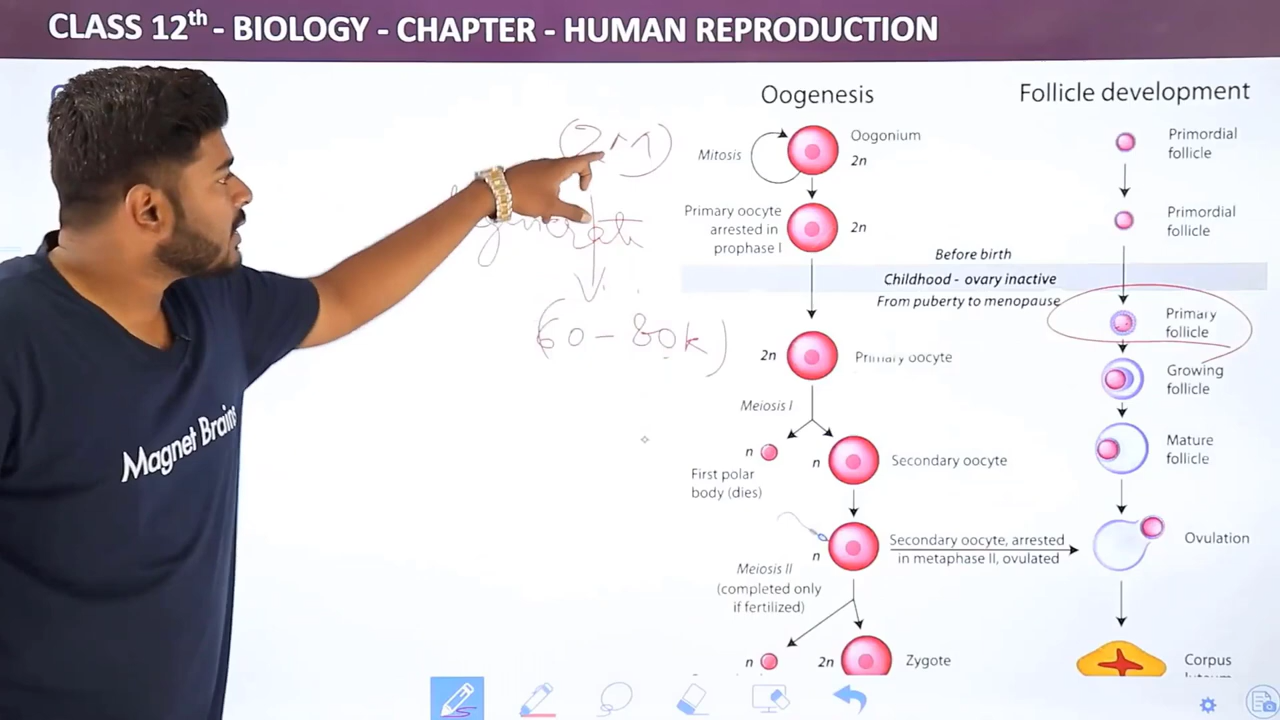 CLASS 12th - BIOLOGY - CHAPTER - HUMAN REPRODUCTION
Oogenesis
Follicle development
Mitosis
Oogonium
2n
Primordial
follicle
Primary oocyte
arrested in
prophase I
2n
Primordial
follicle
Before birth
Childhood - ovary inactive
From puberty to menopause
(60 - 80k)
2n
Primary oocyte
Primary
follicle
Growing
follicle
Meiosis I
n
First polar
body (dies)
n
Secondary oocyte
Mature
follicle
n
Secondary oocyte, arrested
in metaphase II, ovulated
Ovulation
Meiosis II
(completed only
if fertilized)
n
2n
Zygote
Corpus
luteum
Magnet Brains